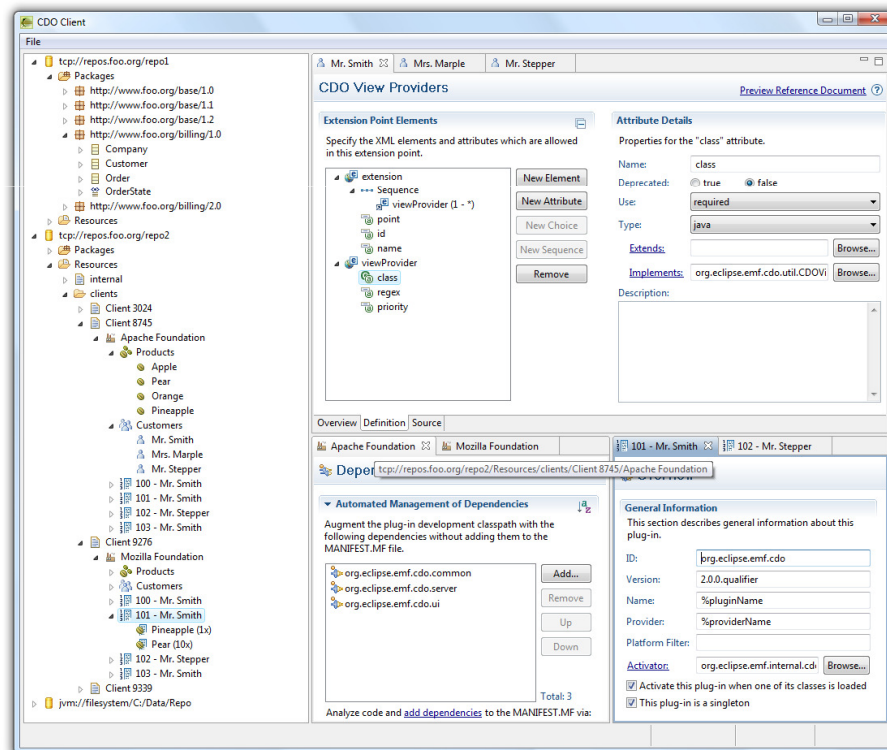 CDO Client
File
tcp://repos.foo.org/repo1
Packages
http://www.foo.org/base/1.0
http://www.foo.org/base/1.1
http://www.foo.org/base/1.2
http://www.foo.org/billing/1.0
Company
Customer
Order
OrderState
http://www.foo.org/billing/2.0
Resources
tcp://repos.foo.org/repo2
Packages
Resources
internal
clients
Client 3024
Client 8745
Apache Foundation
Products
Apple
Pear
Orange
Pineapple
Customers
Mr. Smith
Mrs. Marple
Mr. Stepper
100 - Mr. Smith
101 - Mr. Smith
102 - Mr. Stepper
103 - Mr. Smith
Client 9276
Mozilla Foundation
Products
Customers
100 - Mr. Smith
101 - Mr. Smith
Pineapple (1x)
Pear (10x)
102 - Mr. Stepper
103 - Mr. Smith
Client 9339
jvm://filesystem/C:/Data/Repo
Mr. Smith Mrs. Marple Mr. Stepper
CDO View Providers Preview Reference Document
Extension Point Elements
Specify the XML elements and attributes which are allowed
in this extension point.
extension
Sequence
viewProvider (1 - *)
point
id
name
viewProvider
class
regex
priority
New Element
New Attribute
New Choice
New Sequence
Remove
Attribute Details
Properties for the "class" attribute.
Name: class
Deprecated: true false
Use: required
Type: java
Extends: Browse...
Implements: org.eclipse.emf.cdo.util.CDOVi Browse...
Description:
Overview Definition Source
Apache Foundation Mozilla Foundation
tcp://repos.foo.org/repo2/Resources/clients/Client 8745/Apache Foundation
Automated Management of Dependencies
Augment the plug-in development classpath with the
following dependencies without adding them to the
MANIFEST.MF file.
org.eclipse.emf.cdo.common
org.eclipse.emf.cdo.server
org.eclipse.emf.cdo.ui
Add...
Remove
Up
Down
Total: 3
Analyze code and add dependencies to the MANIFEST.MF via:
101 - Mr. Smith 102 - Mr. Stepper
General Information
This section describes general information about this
plug-in.
ID: org.eclipse.emf.cdo
Version: 2.0.0.qualifier
Name: %pluginName
Provider: %providerName
Platform Filter:
Activator: org.eclipse.emf.internal.cd Browse...
Activate this plug-in when one of its classes is loaded
This plug-in is a singleton